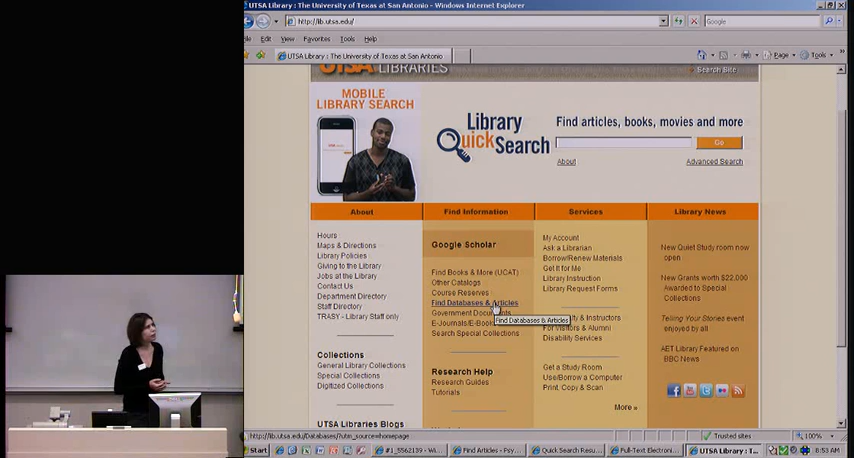 UTSA Library : The University of Texas at San Antonio - Windows Internet Explorer
http://lib.utsa.edu/
Google
Edit View Favorites Tools Help
UTSA Library : The University of Texas at San Antonio
Page Tools
UTSA LIBRARIES
Search Site
MOBILE
LIBRARY SEARCH
Library
QuickSearch
Find articles, books, movies and more
Go
About
Advanced Search
About
Find Information
Services
Library News
Hours
Maps & Directions
Library Policies
Giving to the Library
Jobs at the Library
Contact Us
Department Directory
Staff Directory
TRASY - Library Staff only
Collections
General Library Collections
Special Collections
Digitized Collections
UTSA Libraries Blogs
Google Scholar
Find Books & More (UCAT)
Other Catalogs
Course Reserves
Find Databases & Articles
Government
E-Journals/E-Books
Search Special Collections
Find Databases & Articles
Research Help
Research Guides
Tutorials
My Account
Ask a Librarian
Borrow/Renew Materials
Get It for Me
Library Instruction
Library Request Forms
& Instructors
For Visitors & Alumni
Disability Services
Get a Study Room
Use/Borrow a Computer
Print, Copy & Scan
More »
New Quiet Study room now
open
New Grants worth $22,000
Awarded to Special
Collections
Telling Your Stories event
enjoyed by all
AET Library Featured on
BBC News
http://lib.utsa.edu/Databases/?utm_source=homepage
Trusted sites
100%
Start
#1_5562139 - Wi...
Find Articles - Psy...
Quick Search Resu...
Full-Text Electroni...
UTSA Library : T...
8:53 AM